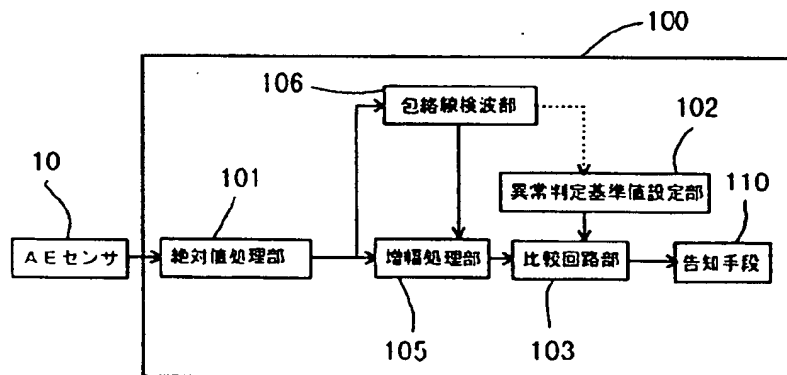 100
106
包絡線検波部
102
10
101
異常判定基準値設定部
110
AEセンサ
絶対値処理部
増幅処理部
比較回路部
告知手段
105
103